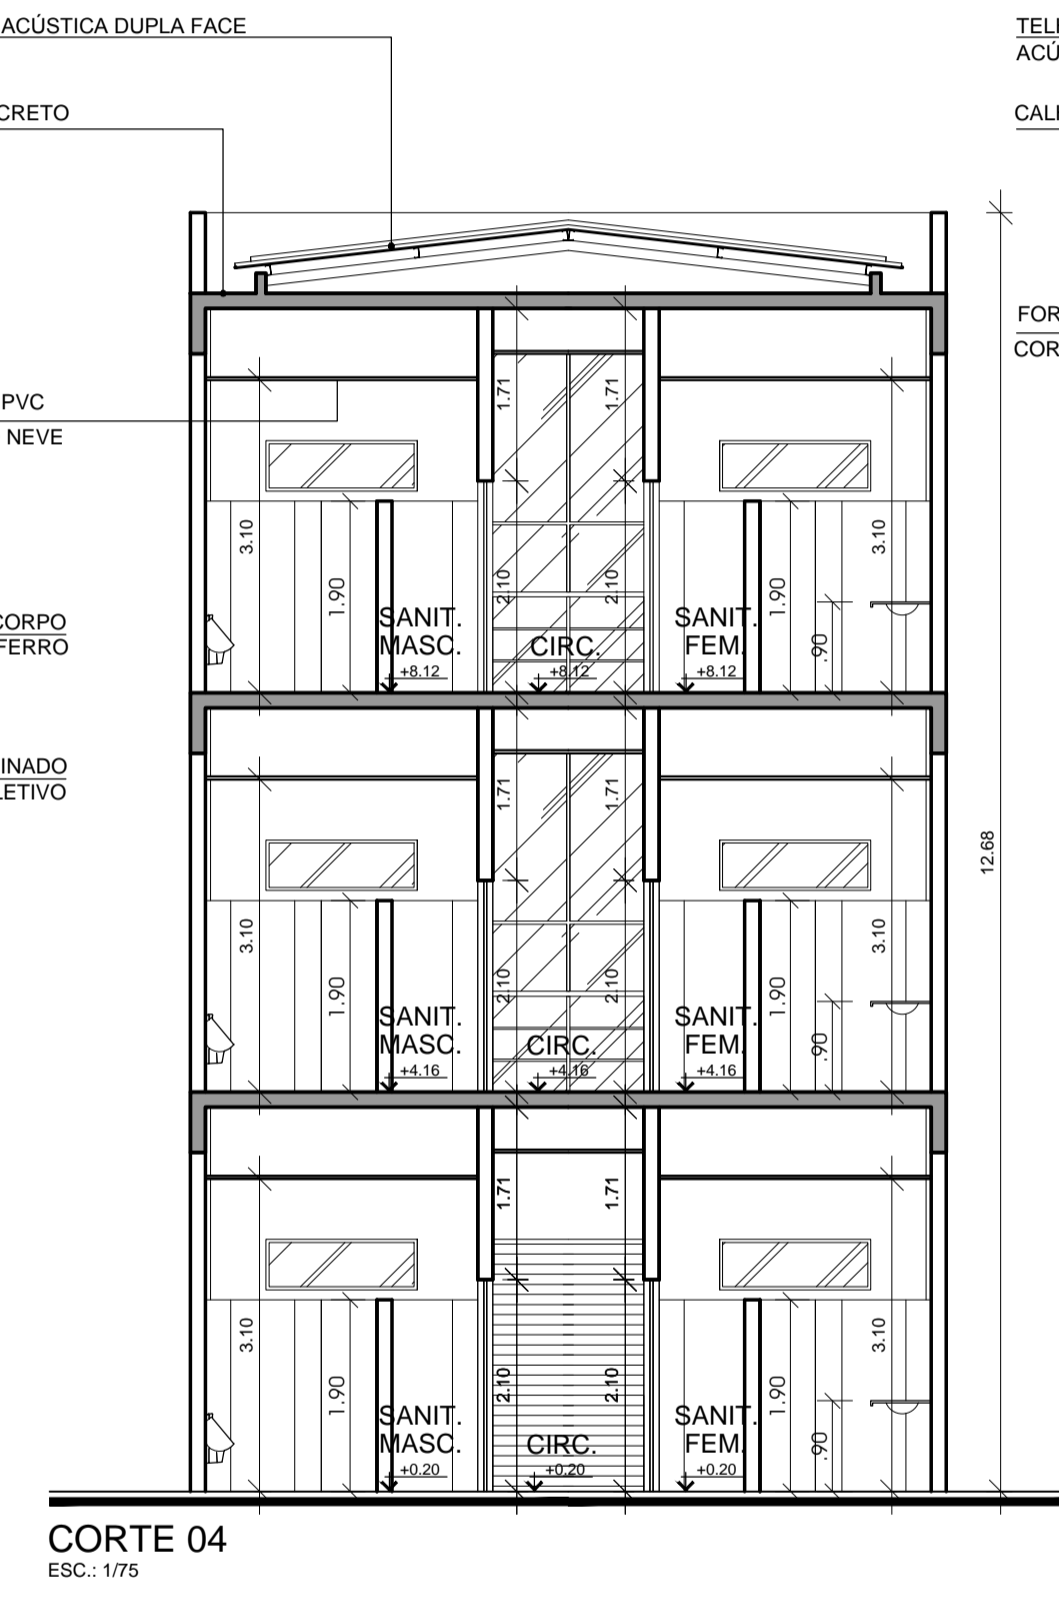 ACÚSTICA DUPLA FACE
CRETO
PVC
NEVE
CORPO
FERRO
INADO
LETIVO
TELH
ACÚ
CALH
FOR
COR
1.71
1.71
3.10
1.90
2.10
2.10
1.90
.90
3.10
SANIT.
MASC.
+8.12
CIRC.
+8.12
SANIT.
FEM.
+8.12
1.71
1.71
3.10
1.90
2.10
2.10
1.90
.90
3.10
SANIT.
MASC.
+4.16
CIRC.
+4.16
SANIT.
FEM.
+4.16
12.68
1.71
1.71
3.10
1.90
2.10
2.10
1.90
.90
3.10
SANIT.
MASC.
+0.20
CIRC.
+0.20
SANIT.
FEM.
+0.20
CORTE 04
ESC.: 1/75